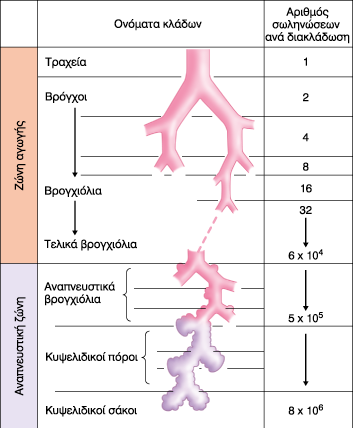 Ονόματα κλάδων
Αριθμός
σωληνώσεων
ανά διακλάδωση
Ζώνη αγωγής
Τραχεία
1
Βρόγχοι
2
4
8
Βρογχιόλια
16
32
Τελικά βρογχιόλια
6 x 10⁴
Αναπνευστική ζώνη
Αναπνευστικά
βρογχιόλια
5 x 10⁵
Κυψελιδικοί πόροι
Κυψελιδικοί σάκοι
8 x 10⁶